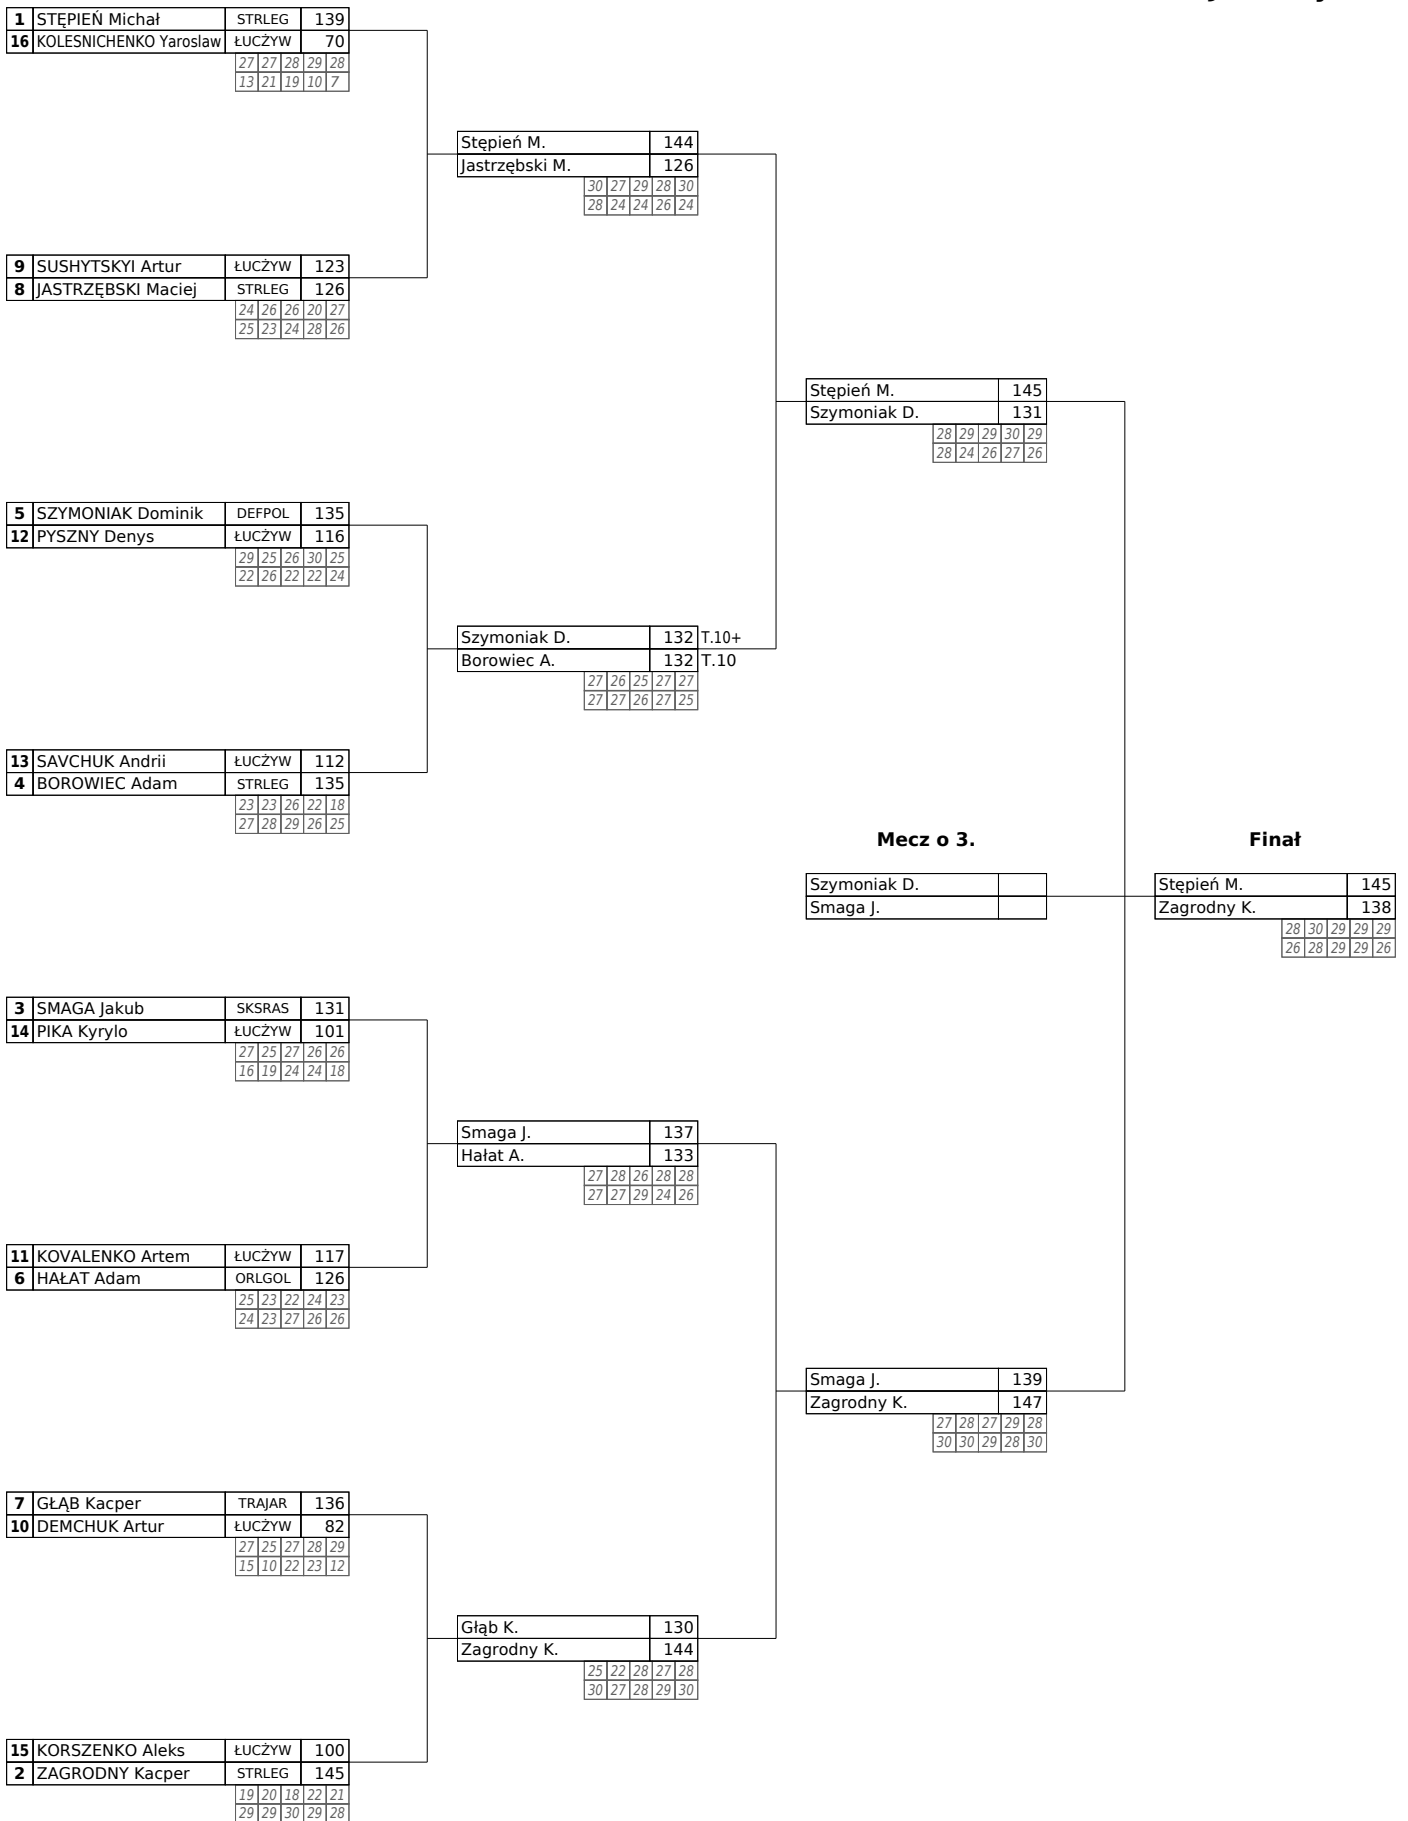 1 STĘPIEŃ Michał STRLEG 139
16 KOLESNICHENKO Yaroslaw ŁUCŻYW 70
27 27 28 29 28
13 21 19 10 7
Stępień M. 144
Jastrzębski M. 126
30 27 29 28 30
28 24 24 26 24
9 SUSHYTSKYI Artur ŁUCŻYW 123
8 JASTRZĘBSKI Maciej STRLEG 126
24 26 26 20 27
25 23 24 28 26
Stępień M. 145
Szymoniak D. 131
28 29 29 30 29
28 24 26 27 26
5 SZYMONIAK Dominik DEFPOL 135
12 PYSZNY Denys ŁUCŻYW 116
29 25 26 30 25
22 26 22 22 24
Szymoniak D. 132 T.10+
Borowiec A. 132 T.10
27 26 25 27 27
27 27 26 27 25
13 SAVCHUK Andrii ŁUCŻYW 112
4 BOROWIEC Adam STRLEG 135
23 23 26 22 18
27 28 29 26 25
Mecz o 3. Finał
Szymoniak D.
Smaga J.
Stępień M. 145
Zagrodny K. 138
28 30 29 29 29
26 28 29 29 26
3 SMAGA Jakub SKSRAS 131
14 PIKA Kyrylo ŁUCŻYW 101
27 25 27 26 26
16 19 24 24 18
Smaga J. 137
Hałat A. 133
27 28 26 28 28
27 27 29 24 26
11 KOVALENKO Artem ŁUCŻYW 117
6 HAŁAT Adam ORLGOL 126
25 23 22 24 23
24 23 27 26 26
Smaga J. 139
Zagrodny K. 147
27 28 27 29 28
30 30 29 28 30
7 GŁĄB Kacper TRAJAR 136
10 DEMCHUK Artur ŁUCŻYW 82
27 25 27 28 29
15 10 22 23 12
Głąb K. 130
Zagrodny K. 144
25 22 28 27 28
30 27 28 29 30
15 KORSZENKO Aleks ŁUCŻYW 100
2 ZAGRODNY Kacper STRLEG 145
19 20 18 22 21
29 29 30 29 28